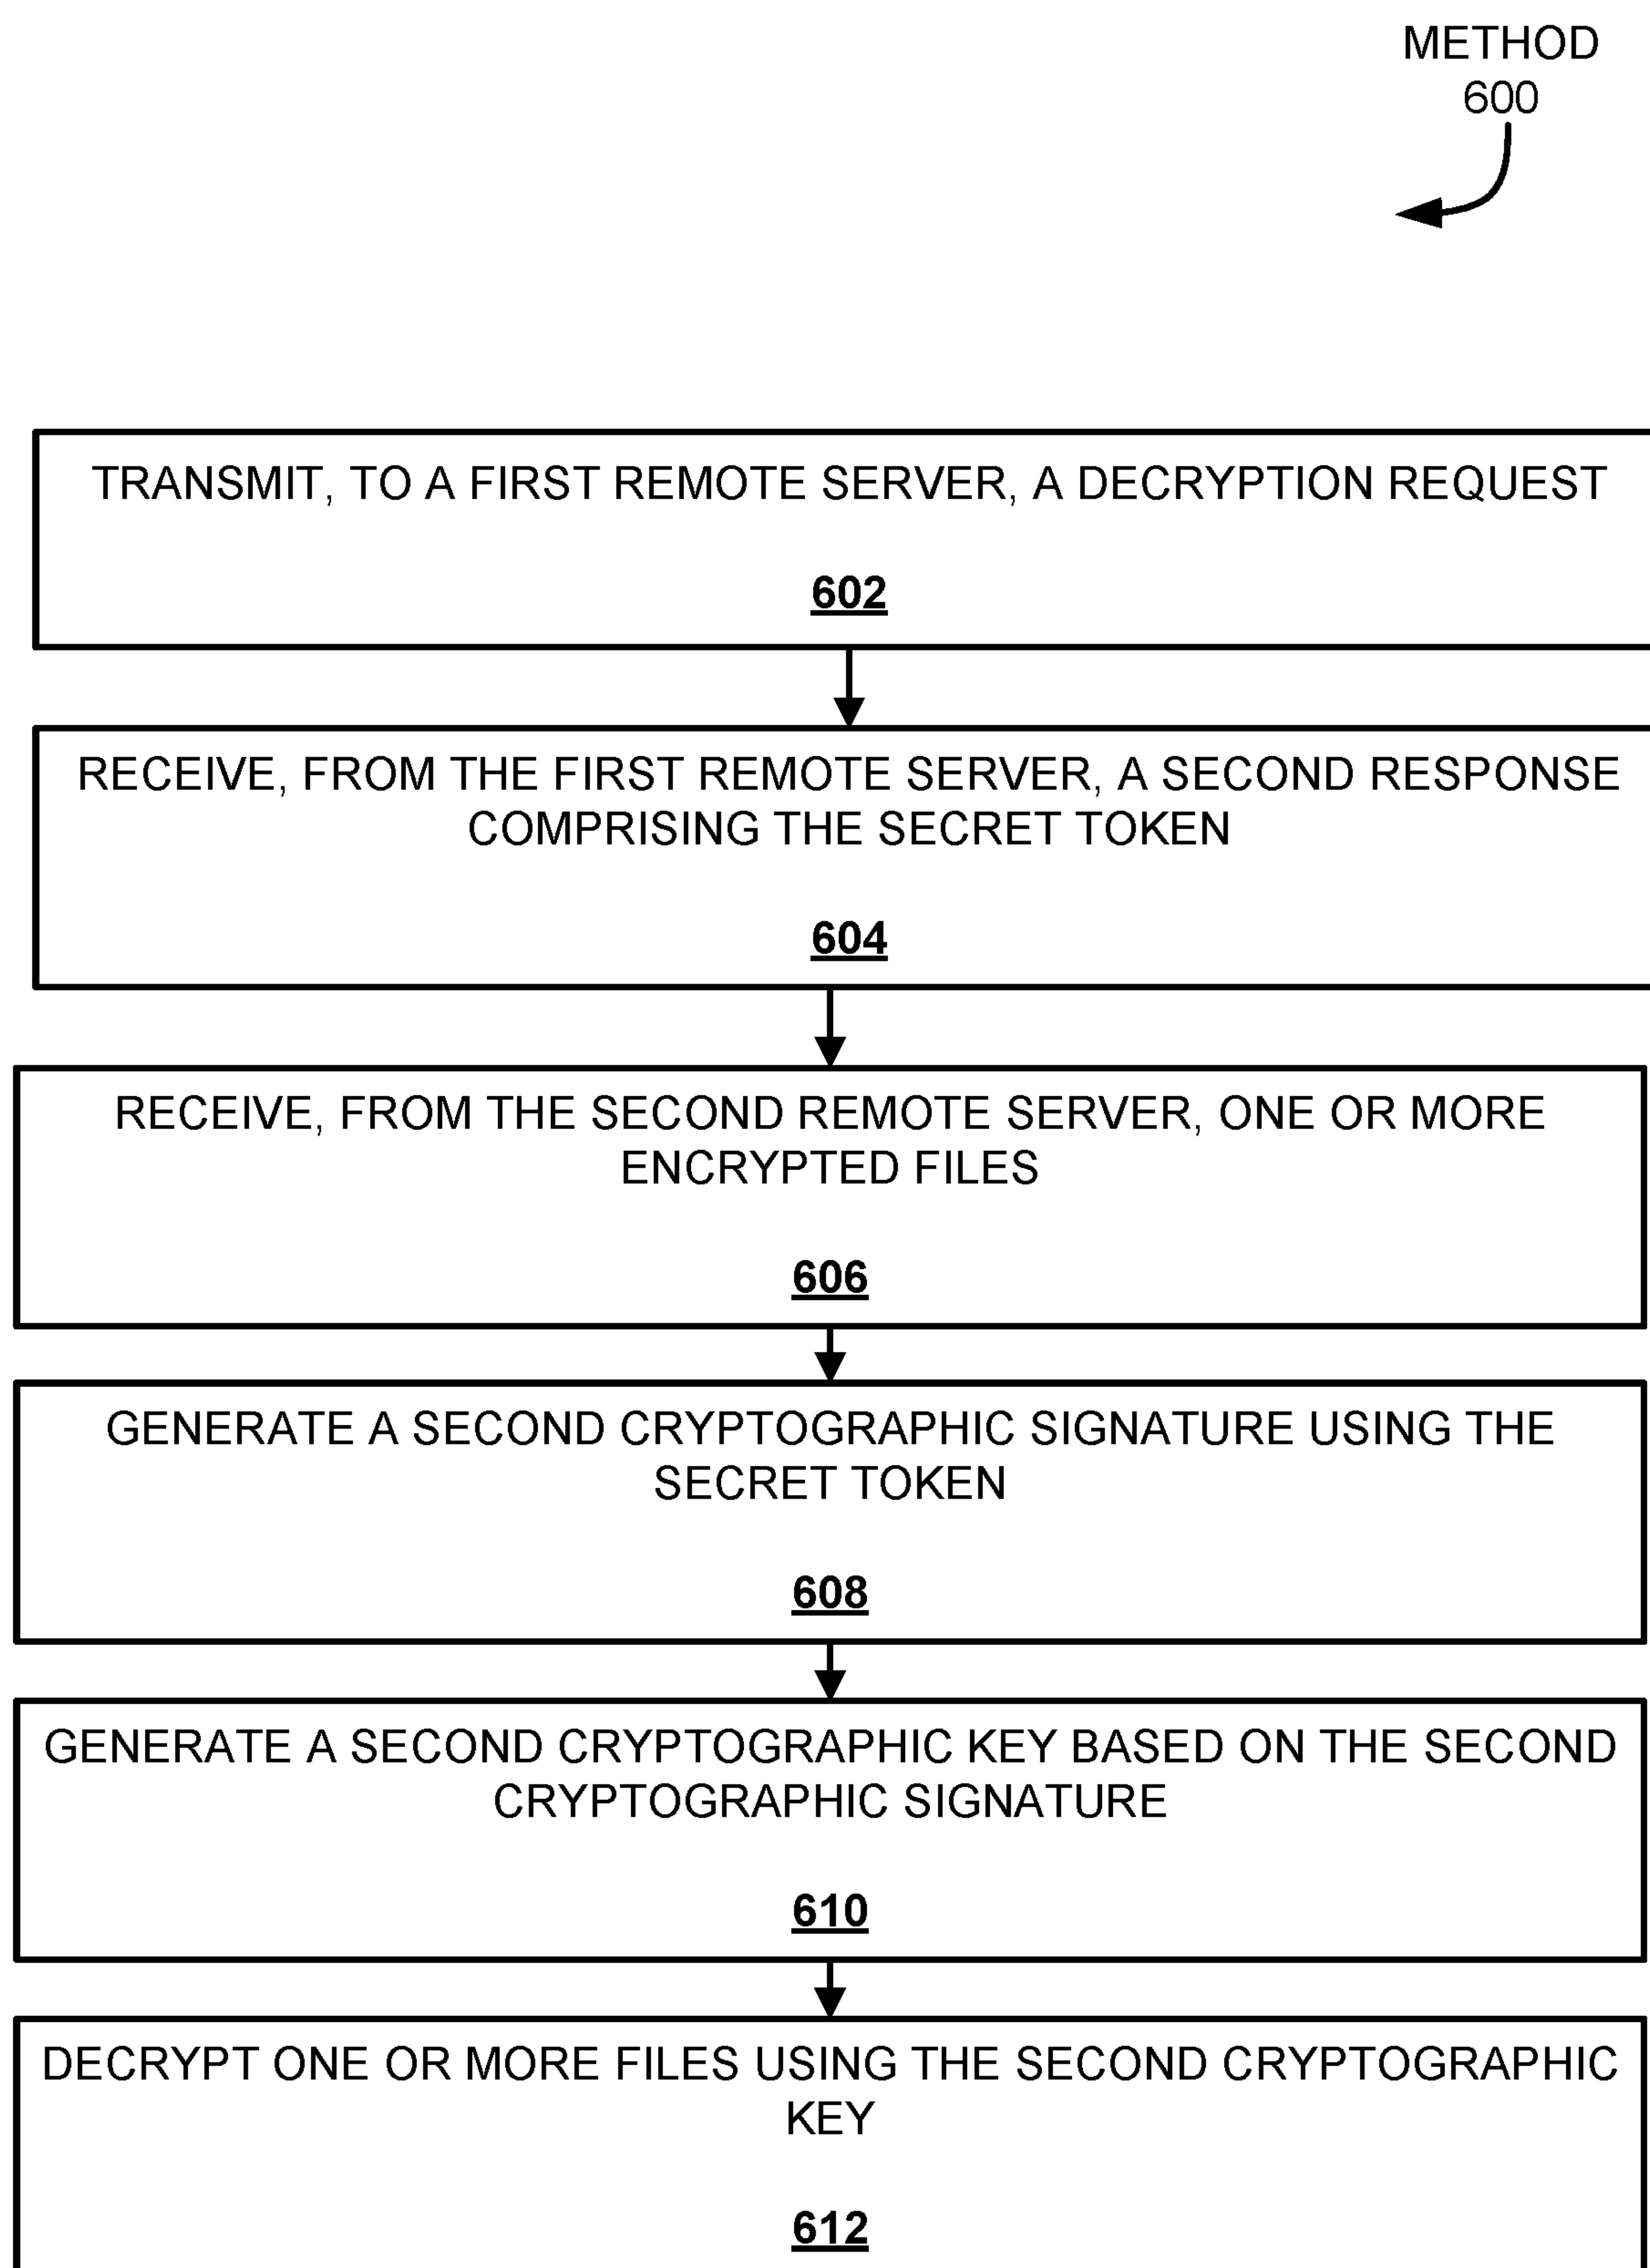 METHOD
600
TRANSMIT, TO A FIRST REMOTE SERVER, A DECRYPTION REQUEST
602
RECEIVE, FROM THE FIRST REMOTE SERVER, A SECOND RESPONSE
COMPRISING THE SECRET TOKEN
604
RECEIVE, FROM THE SECOND REMOTE SERVER, ONE OR MORE
ENCRYPTED FILES
606
GENERATE A SECOND CRYPTOGRAPHIC SIGNATURE USING THE
SECRET TOKEN
608
GENERATE A SECOND CRYPTOGRAPHIC KEY BASED ON THE SECOND
CRYPTOGRAPHIC SIGNATURE
610
DECRYPT ONE OR MORE FILES USING THE SECOND CRYPTOGRAPHIC
KEY
612